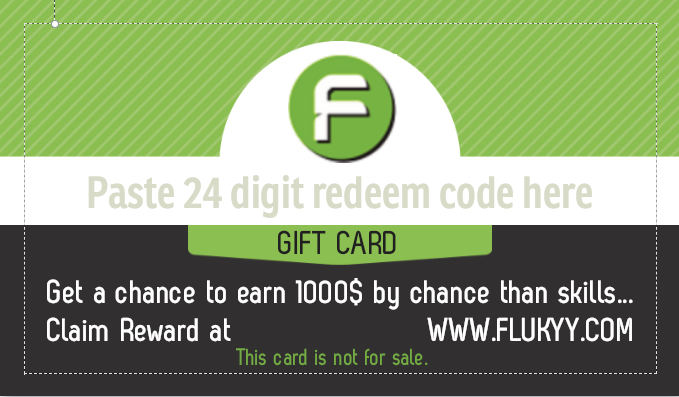 F
Paste 24 digit redeem code here
GIFT CARD
Get a chance to earn 1000$ by chance than skills...
Claim Reward at WWW.FLUKYY.COM
This card is not for sale.